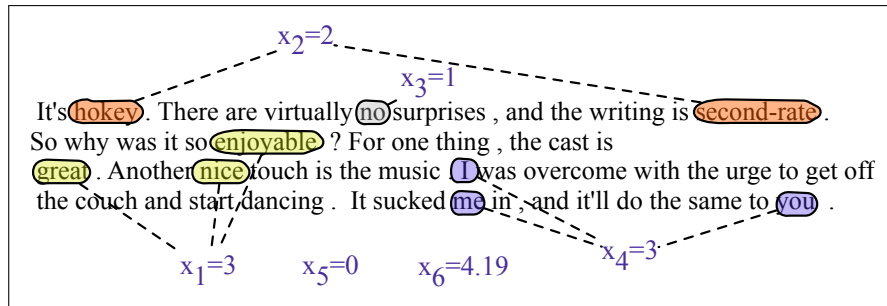 x2=2
x3=1
It's hokey . There are virtually no surprises , and the writing is second-rate .
So why was it so enjoyable ? For one thing , the cast is
great . Another nice touch is the music . I was overcome with the urge to get off
the couch and start dancing . It sucked me in , and it'll do the same to you .
x1=3 x5=0 x6=4.19 x4=3